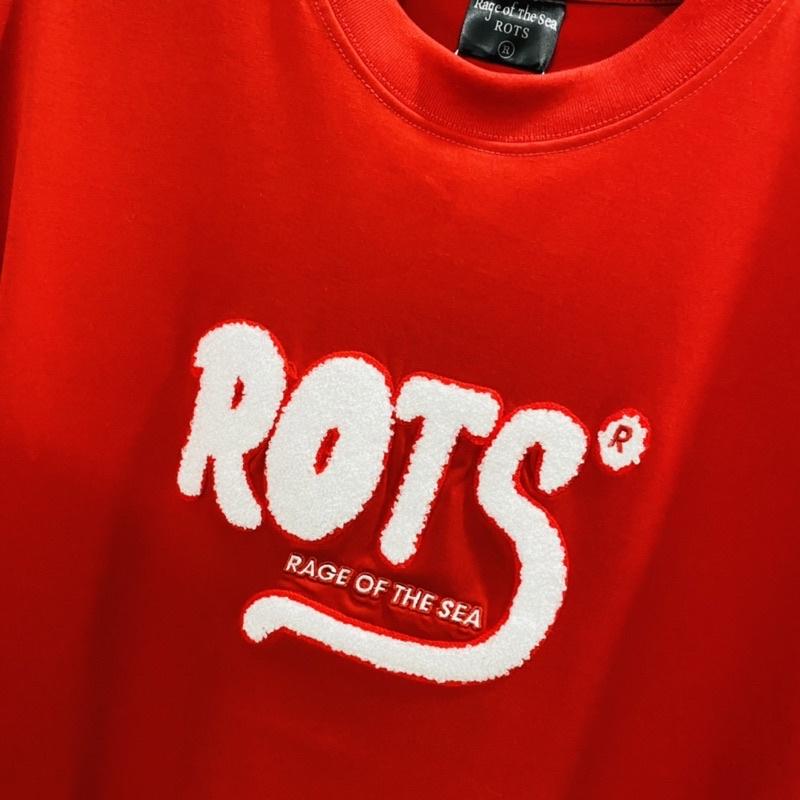 Rage of The Sea
ROTS
®
ROTS®
RAGE OF THE SEA